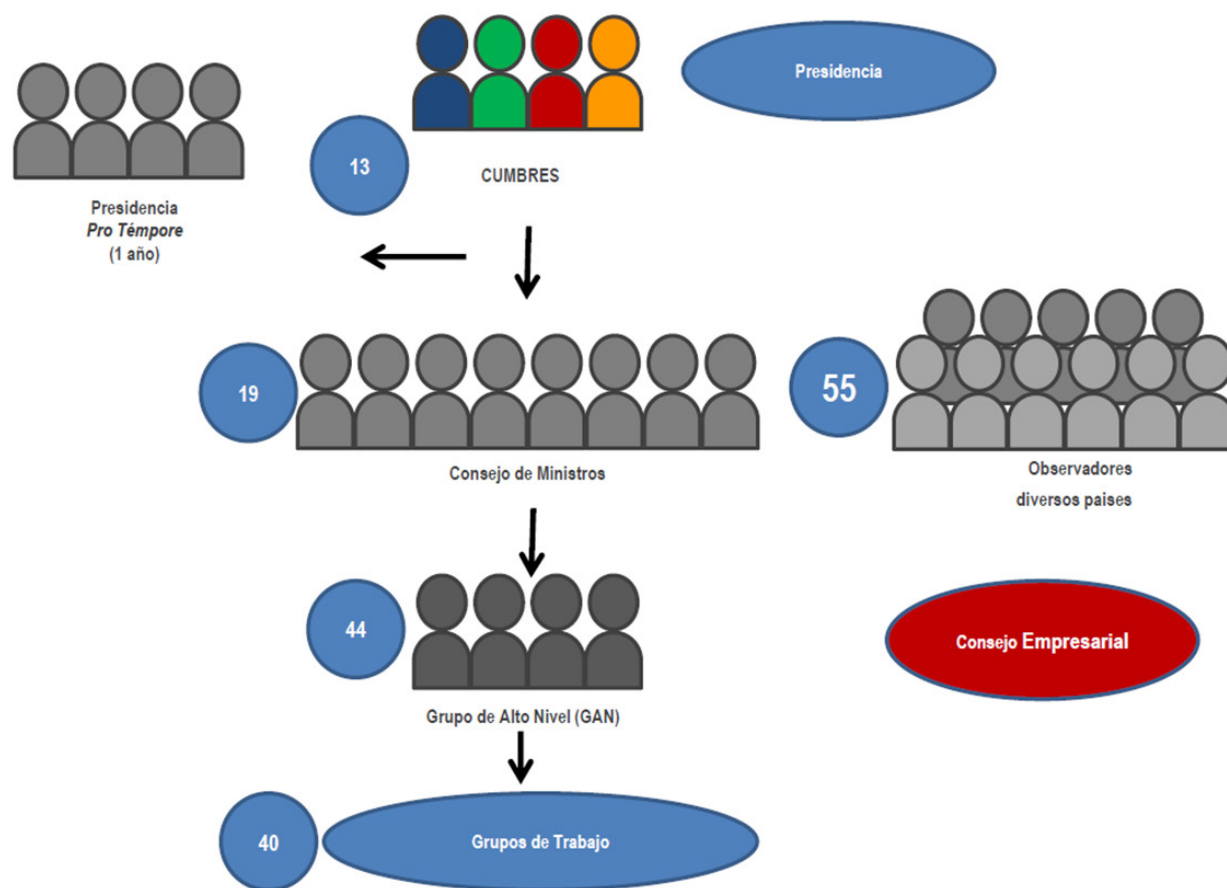 Presidencia
13
CUMBRES
Presidencia
Pro Témpore
(1 año)
19
Consejo de Ministros
55
Observadores
diversos paises
44
Grupo de Alto Nivel (GAN)
Consejo Empresarial
40
Grupos de Trabajo